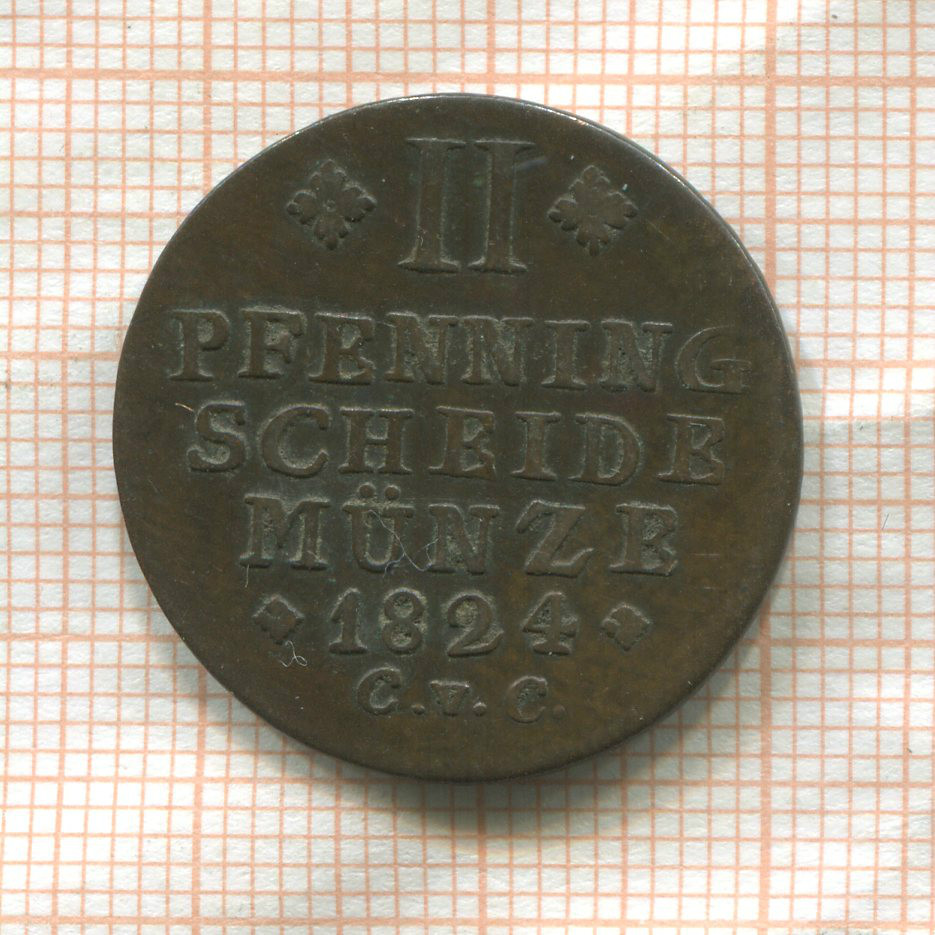 II
PFENNING
SCHEIDE
MÜNZE
1824
C.v.C.